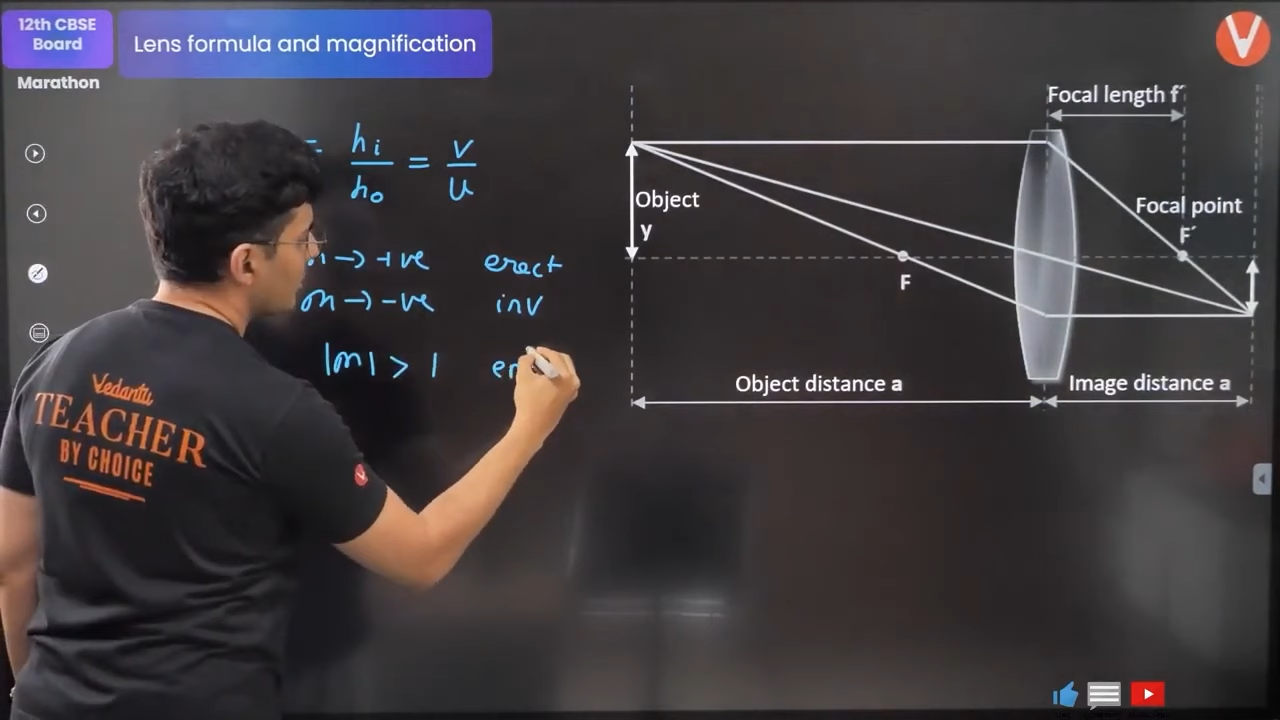 12th CBSE
Board
Marathon
Lens formula and magnification
V
= hi/ho = v/u
m → +ve erect
m → -ve inv
|m| > 1
Vedantu
TEACHER
BY CHOICE
Focal length f´
Object
y
Focal point
F´
F
Object distance a
Image distance a